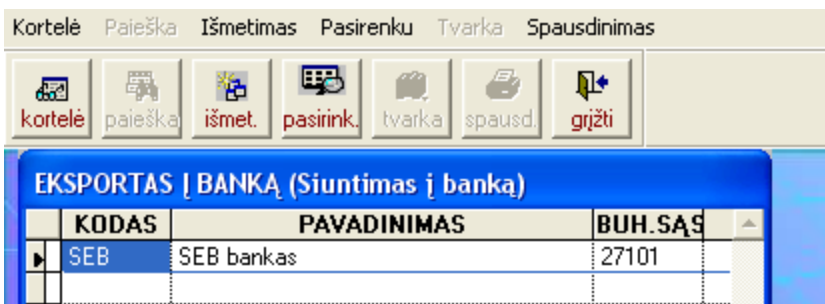 Kortelė Paieška Išmetimas Pasirenku Tvarka Spausdinimas
kortelė paieška išmet. pasirink. tvarka spausd. grįžti
EKSPORTAS Į BANKĄ (Siuntimas į banką)
KODAS PAVADINIMAS BUH.SĄS
SEB SEB bankas 27101